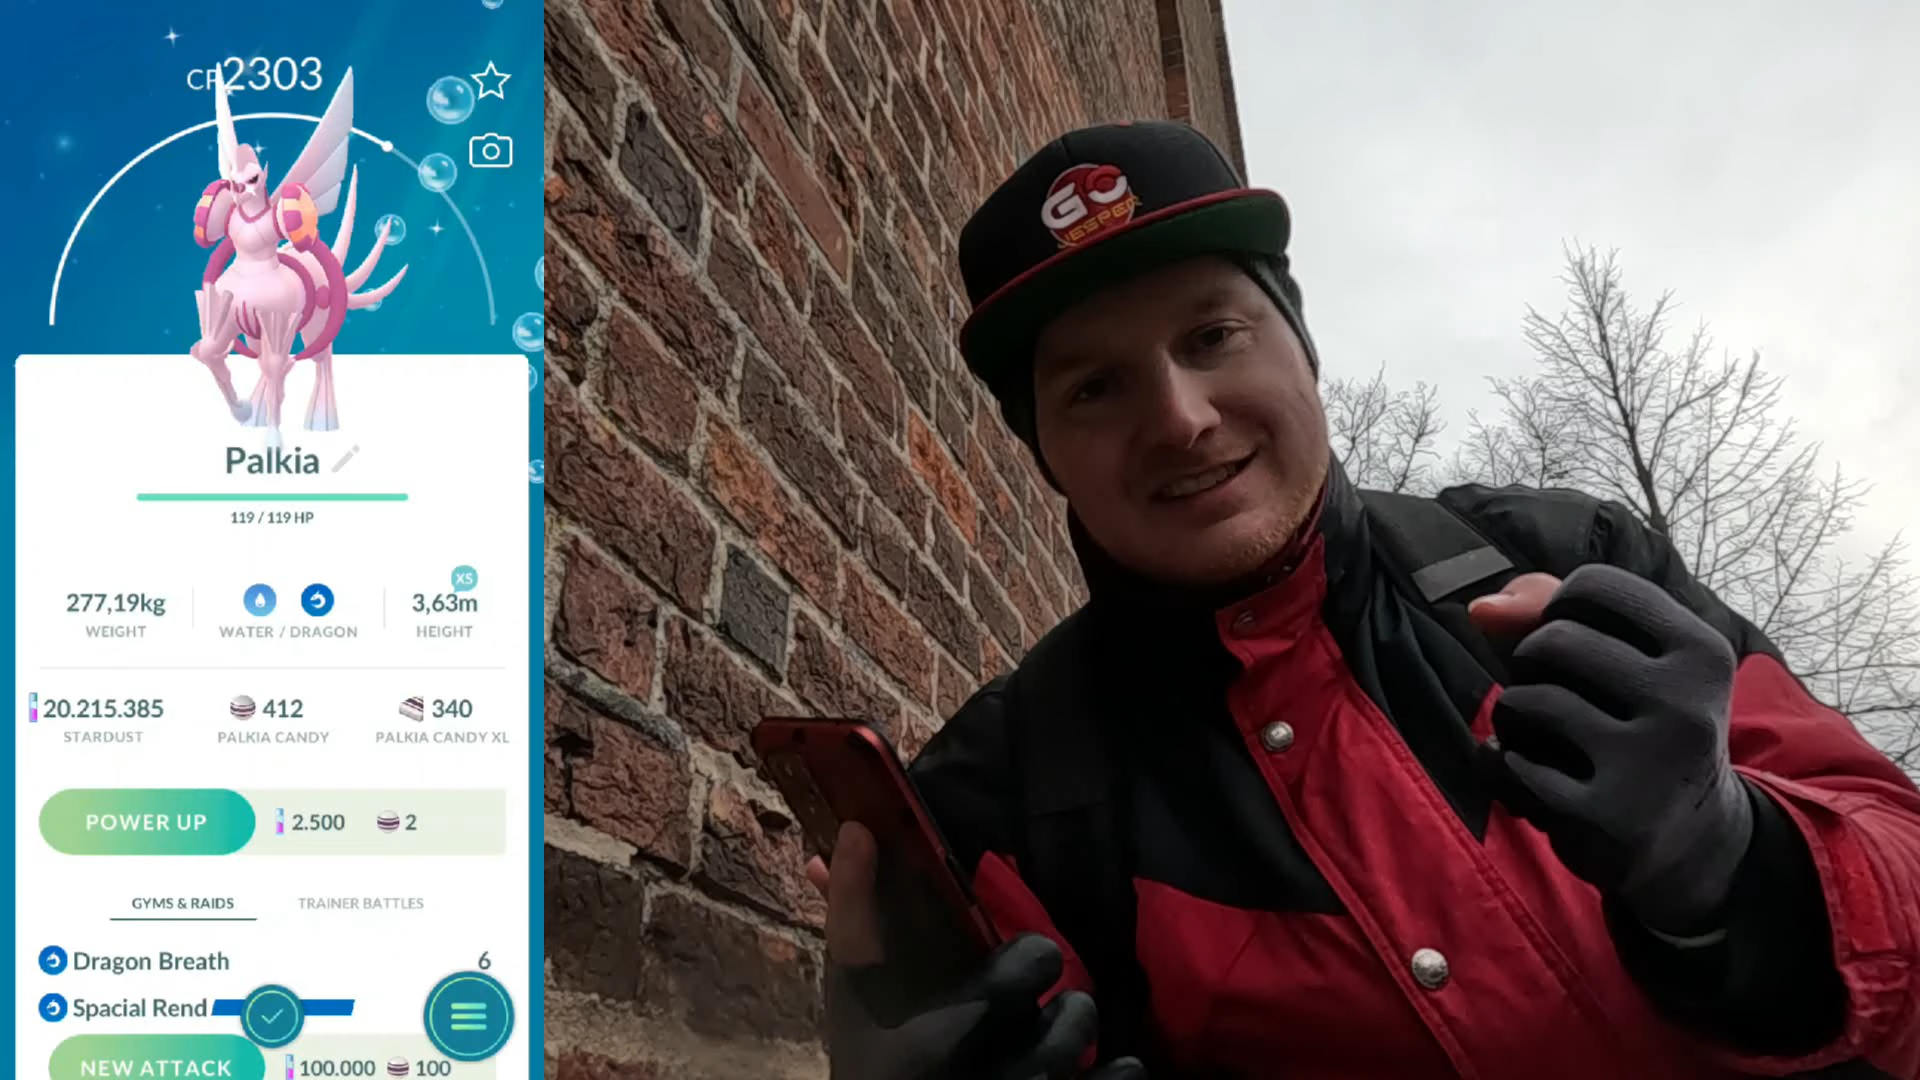 CP2303
Palkia
119 / 119 HP
XS
277,19kg
WEIGHT
WATER / DRAGON
3,63m
HEIGHT
20.215.385
STARDUST
412
PALKIA CANDY
340
PALKIA CANDY XL
POWER UP
2.500
2
GYMS & RAIDS
TRAINER BATTLES
Dragon Breath
6
Spacial Rend
NEW ATTACK
100.000
100
GO
JESPER